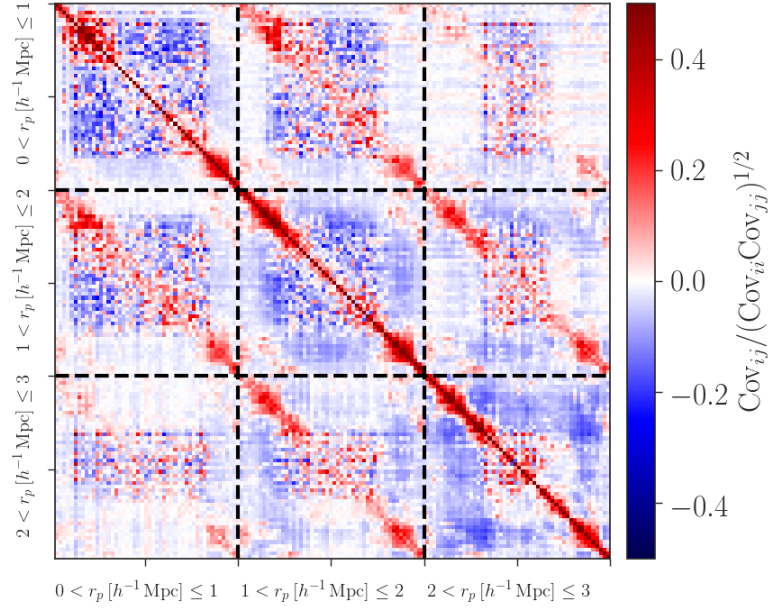 0 < r_p [h⁻¹ Mpc] ≤ 1
1 < r_p [h⁻¹ Mpc] ≤ 2
2 < r_p [h⁻¹ Mpc] ≤ 3
0 < r_p [h⁻¹ Mpc] ≤ 1
1 < r_p [h⁻¹ Mpc] ≤ 2
2 < r_p [h⁻¹ Mpc] ≤ 3
0.4
0.2
0.0
−0.2
−0.4
Cov_{ij}/(Cov_{ii}Cov_{jj})^{1/2}